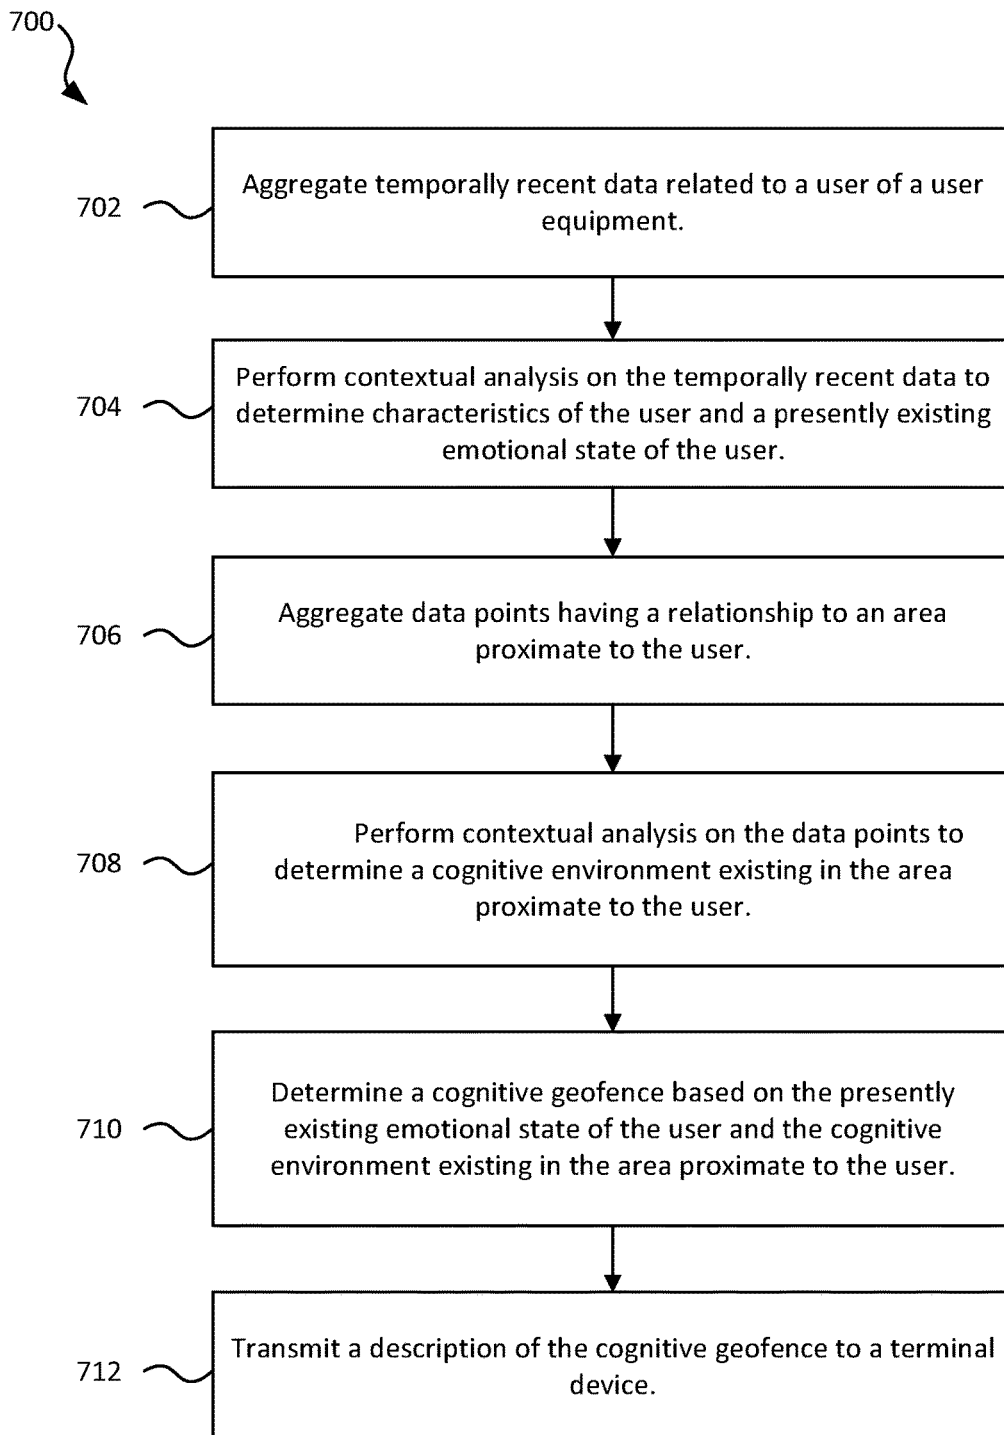 700
702
Aggregate temporally recent data related to a user of a user
equipment.
704
Perform contextual analysis on the temporally recent data to
determine characteristics of the user and a presently existing
emotional state of the user.
706
Aggregate data points having a relationship to an area
proximate to the user.
708
Perform contextual analysis on the data points to
determine a cognitive environment existing in the area
proximate to the user.
710
Determine a cognitive geofence based on the presently
existing emotional state of the user and the cognitive
environment existing in the area proximate to the user.
712
Transmit a description of the cognitive geofence to a terminal
device.